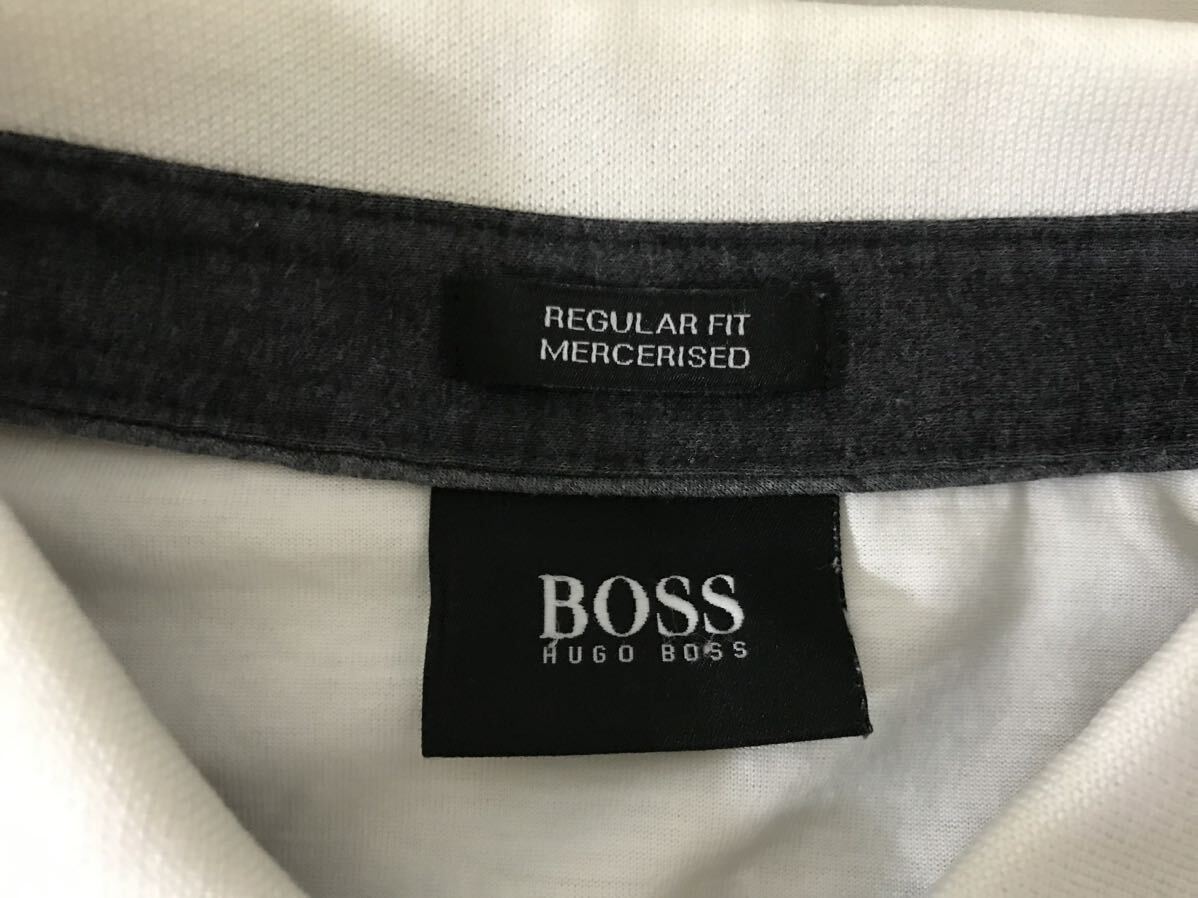 REGULAR FIT
MERCERISED
BOSS
HUGO BOSS